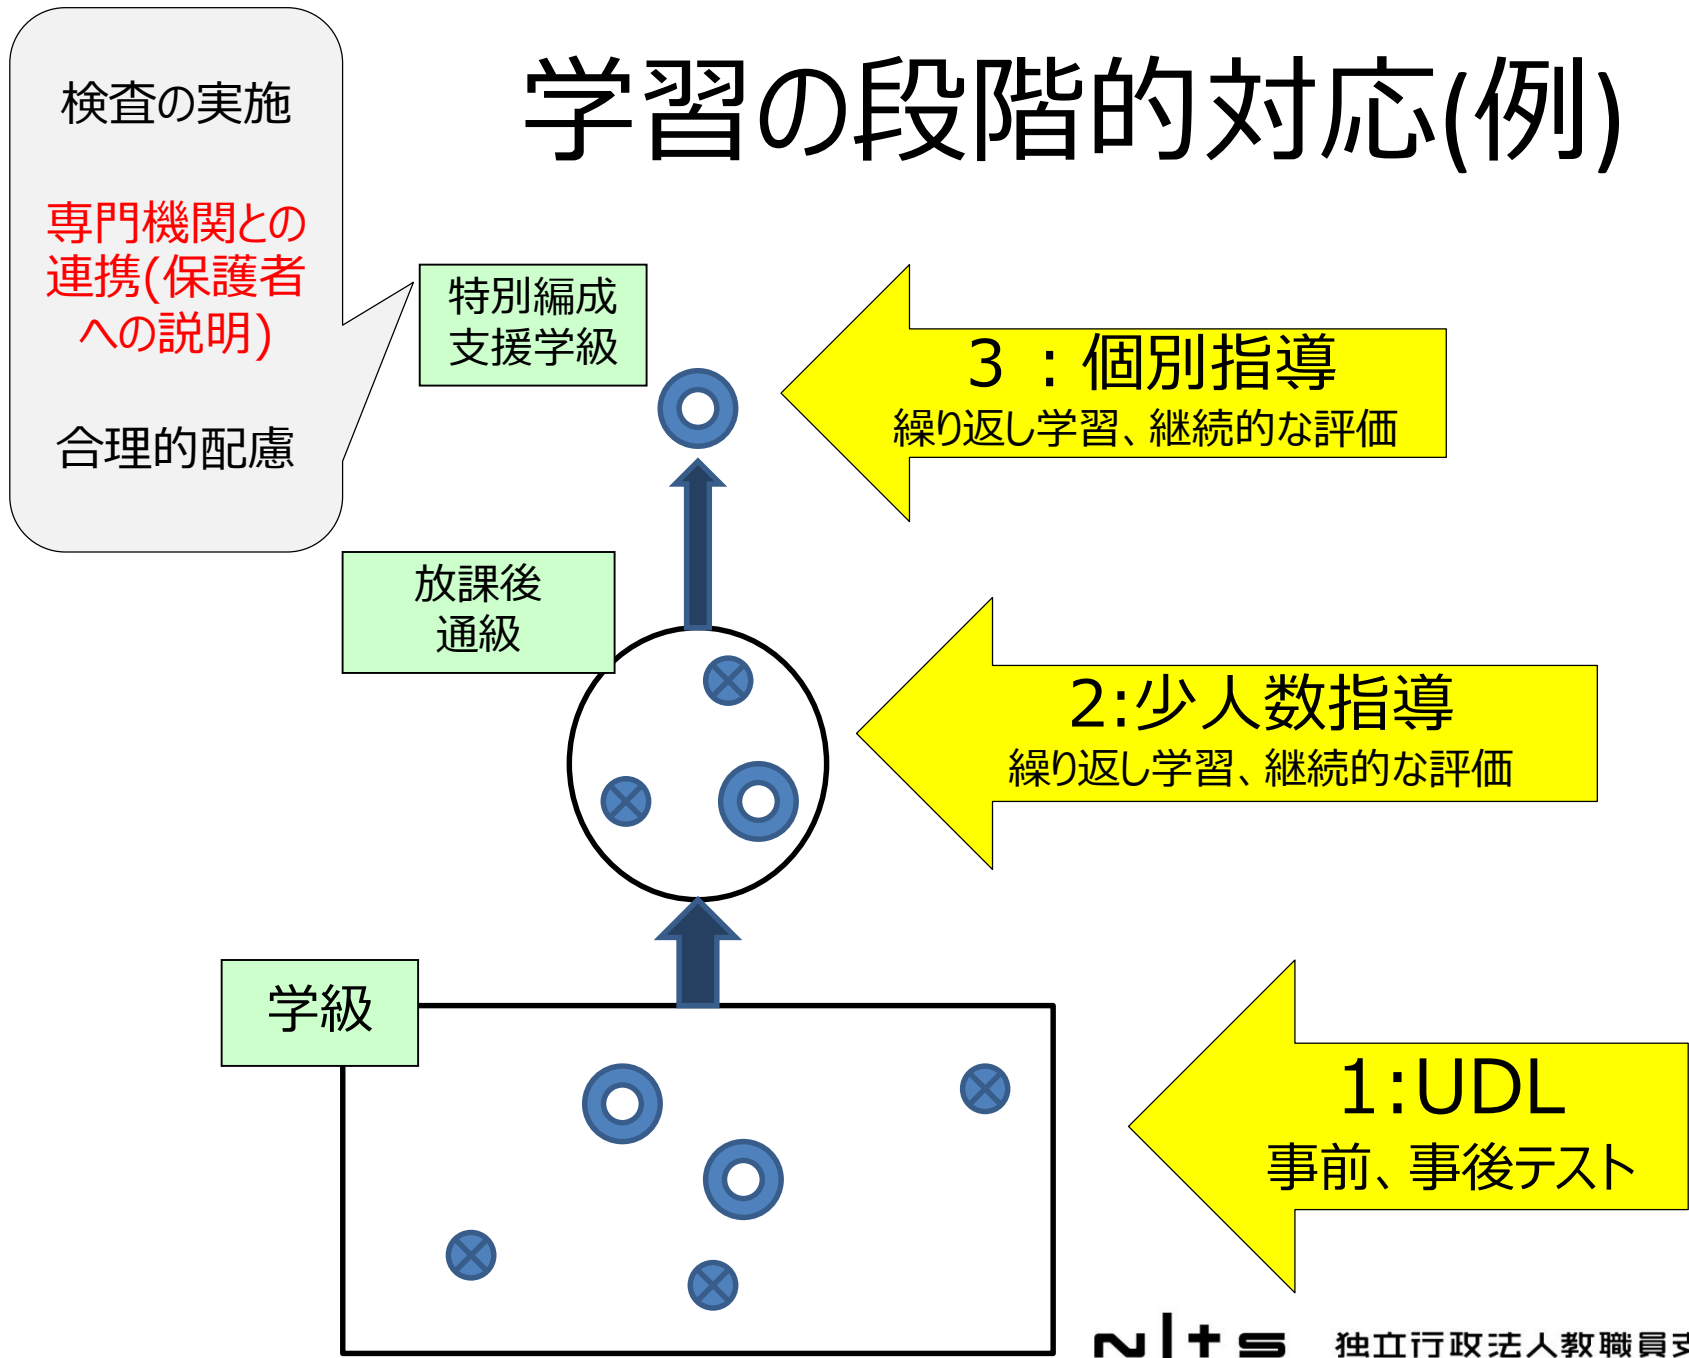 学習の段階的対応(例)
検査の実施
専門機関との
連携(保護者
への説明)
合理的配慮
特別編成
支援学級
3 : 個別指導
繰り返し学習、継続的な評価
放課後
通級
2:少人数指導
繰り返し学習、継続的な評価
学級
1:UDL
事前、事後テスト
NITS 独立行政法人教職員支